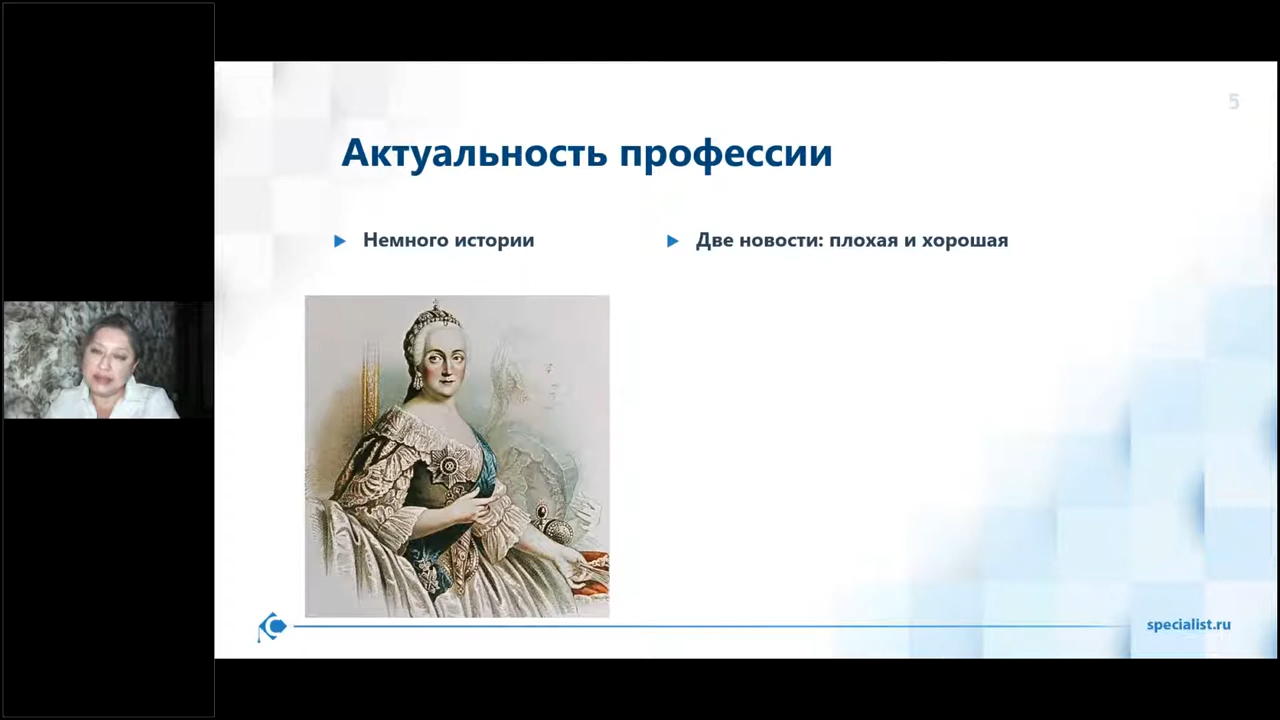 5
Актуальность профессии
Немного истории
Две новости: плохая и хорошая
specialist.ru